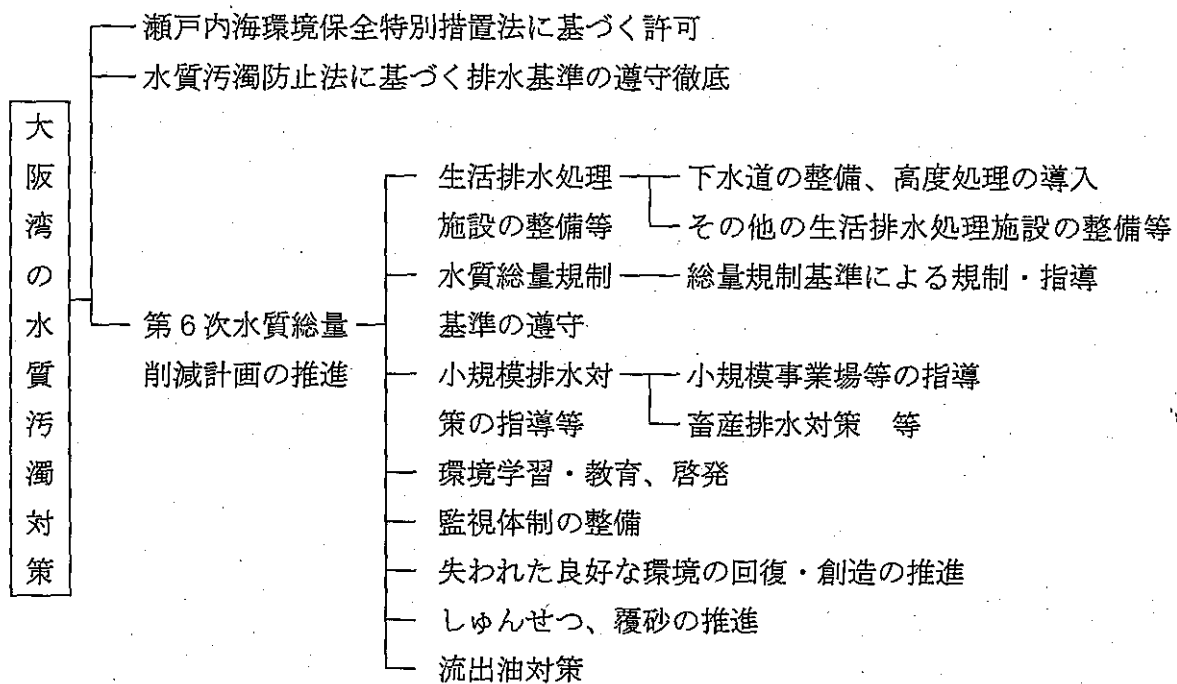 大阪湾の水質汚濁対策
瀬戸内海環境保全特別措置法に基づく許可
水質汚濁防止法に基づく排水基準の遵守徹底
第6次水質総量
削減計画の推進
生活排水処理
施設の整備等
下水道の整備、高度処理の導入
その他の生活排水処理施設の整備等
水質総量規制
基準の遵守
総量規制基準による規制・指導
小規模排水対
策の指導等
小規模事業場等の指導
畜産排水対策 等
環境学習・教育、啓発
監視体制の整備
失われた良好な環境の回復・創造の推進
しゅんせつ、覆砂の推進
流出油対策